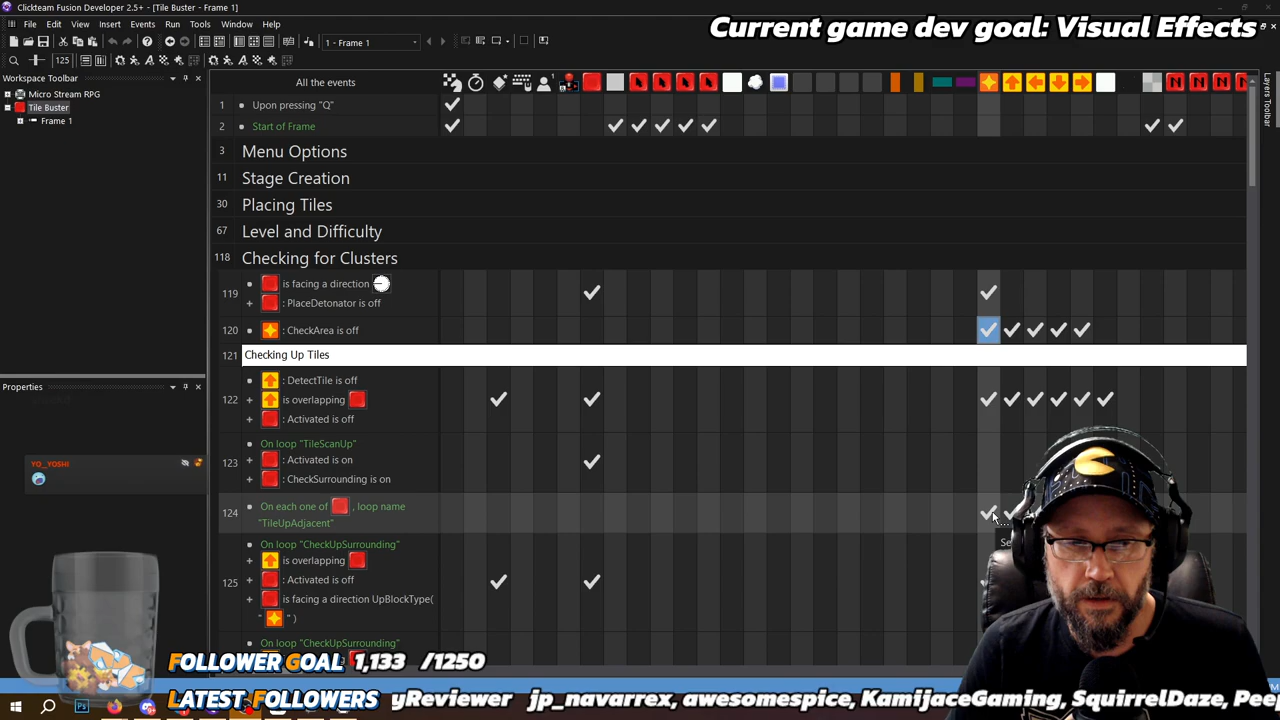 Clickteam Fusion Developer 2.5+ - [Tile Buster - Frame 1]
Current game dev goal: Visual Effects
File Edit View Insert Events Run Tools Window Help
1 - Frame 1
123
Workspace Toolbar
Micro Stream RPG
Tile Buster
Frame 1
Properties
Layers Toolbar
All the events
1 Upon pressing "Q"
2 Start of Frame
3 Menu Options
11 Stage Creation
30 Placing Tiles
67 Level and Difficulty
118 Checking for Clusters
119
is facing a direction
: PlaceDetonator is off
120 : CheckArea is off
121 Checking Up Tiles
122
: DetectTile is off
is overlapping
: Activated is off
123
On loop "TileScanUp"
: Activated is on
: CheckSurrounding is on
124
On each one of , loop name
"TileUpAdjacent"
125
On loop "CheckUpSurrounding"
is overlapping
: Activated is off
is facing a direction UpBlockType(
" " )
On loop "CheckUpSurrounding"
YO_YOSHI
FOLLOWER GOAL 1,133 /1250
LATEST FOLLOWERS yReviewer jp_navarrex, awesomespice, KamijaceGaming, SquirrelDaze, Pee